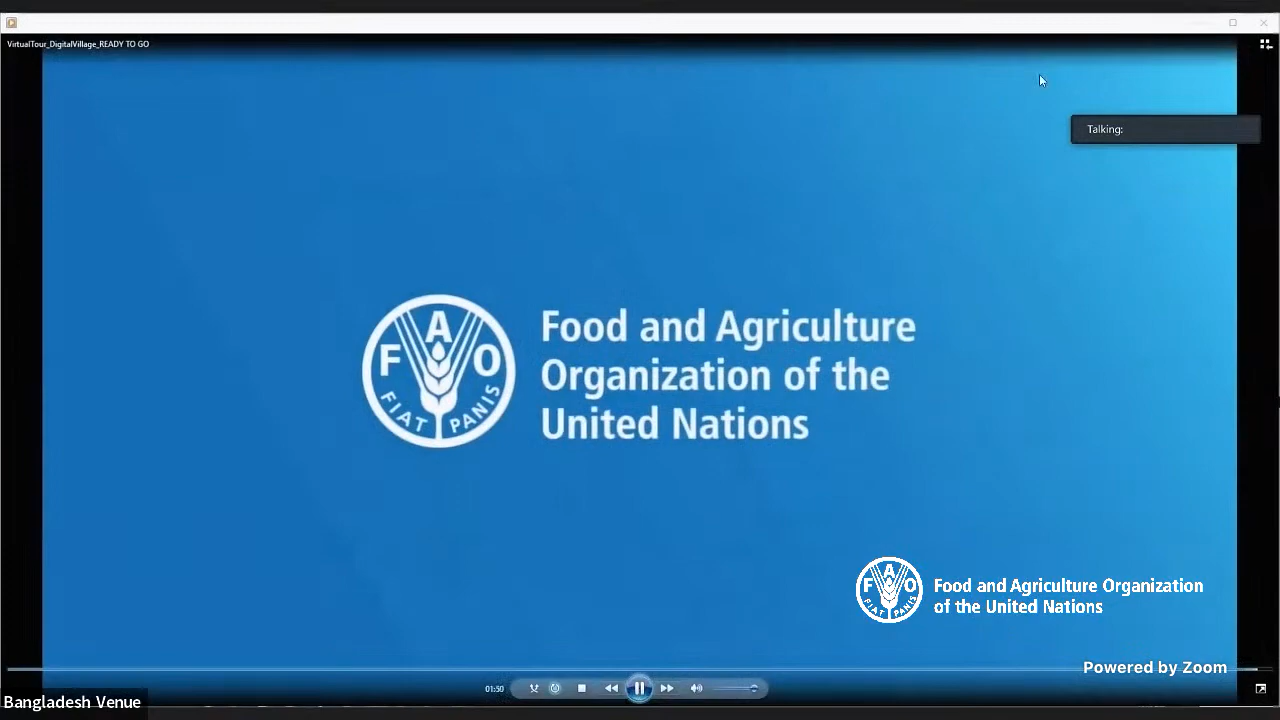 VirtualTour_DigitalVillage_READY TO GO
Talking:
F A O
FIAT PANIS
Food and Agriculture
Organization of the
United Nations
F A O
FIAT PANIS
Food and Agriculture Organization
of the United Nations
Powered by Zoom
01:50
Bangladesh Venue